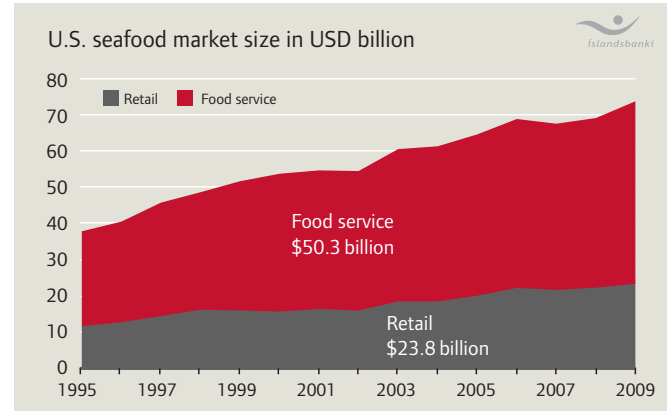 U.S. seafood market size in USD billion
íslandsbanki
80
Retail Food service
70
60
50
40
Food service
$50.3 billion
30
20
Retail
$23.8 billion
10
0
1995 1997 1999 2001 2003 2005 2007 2009